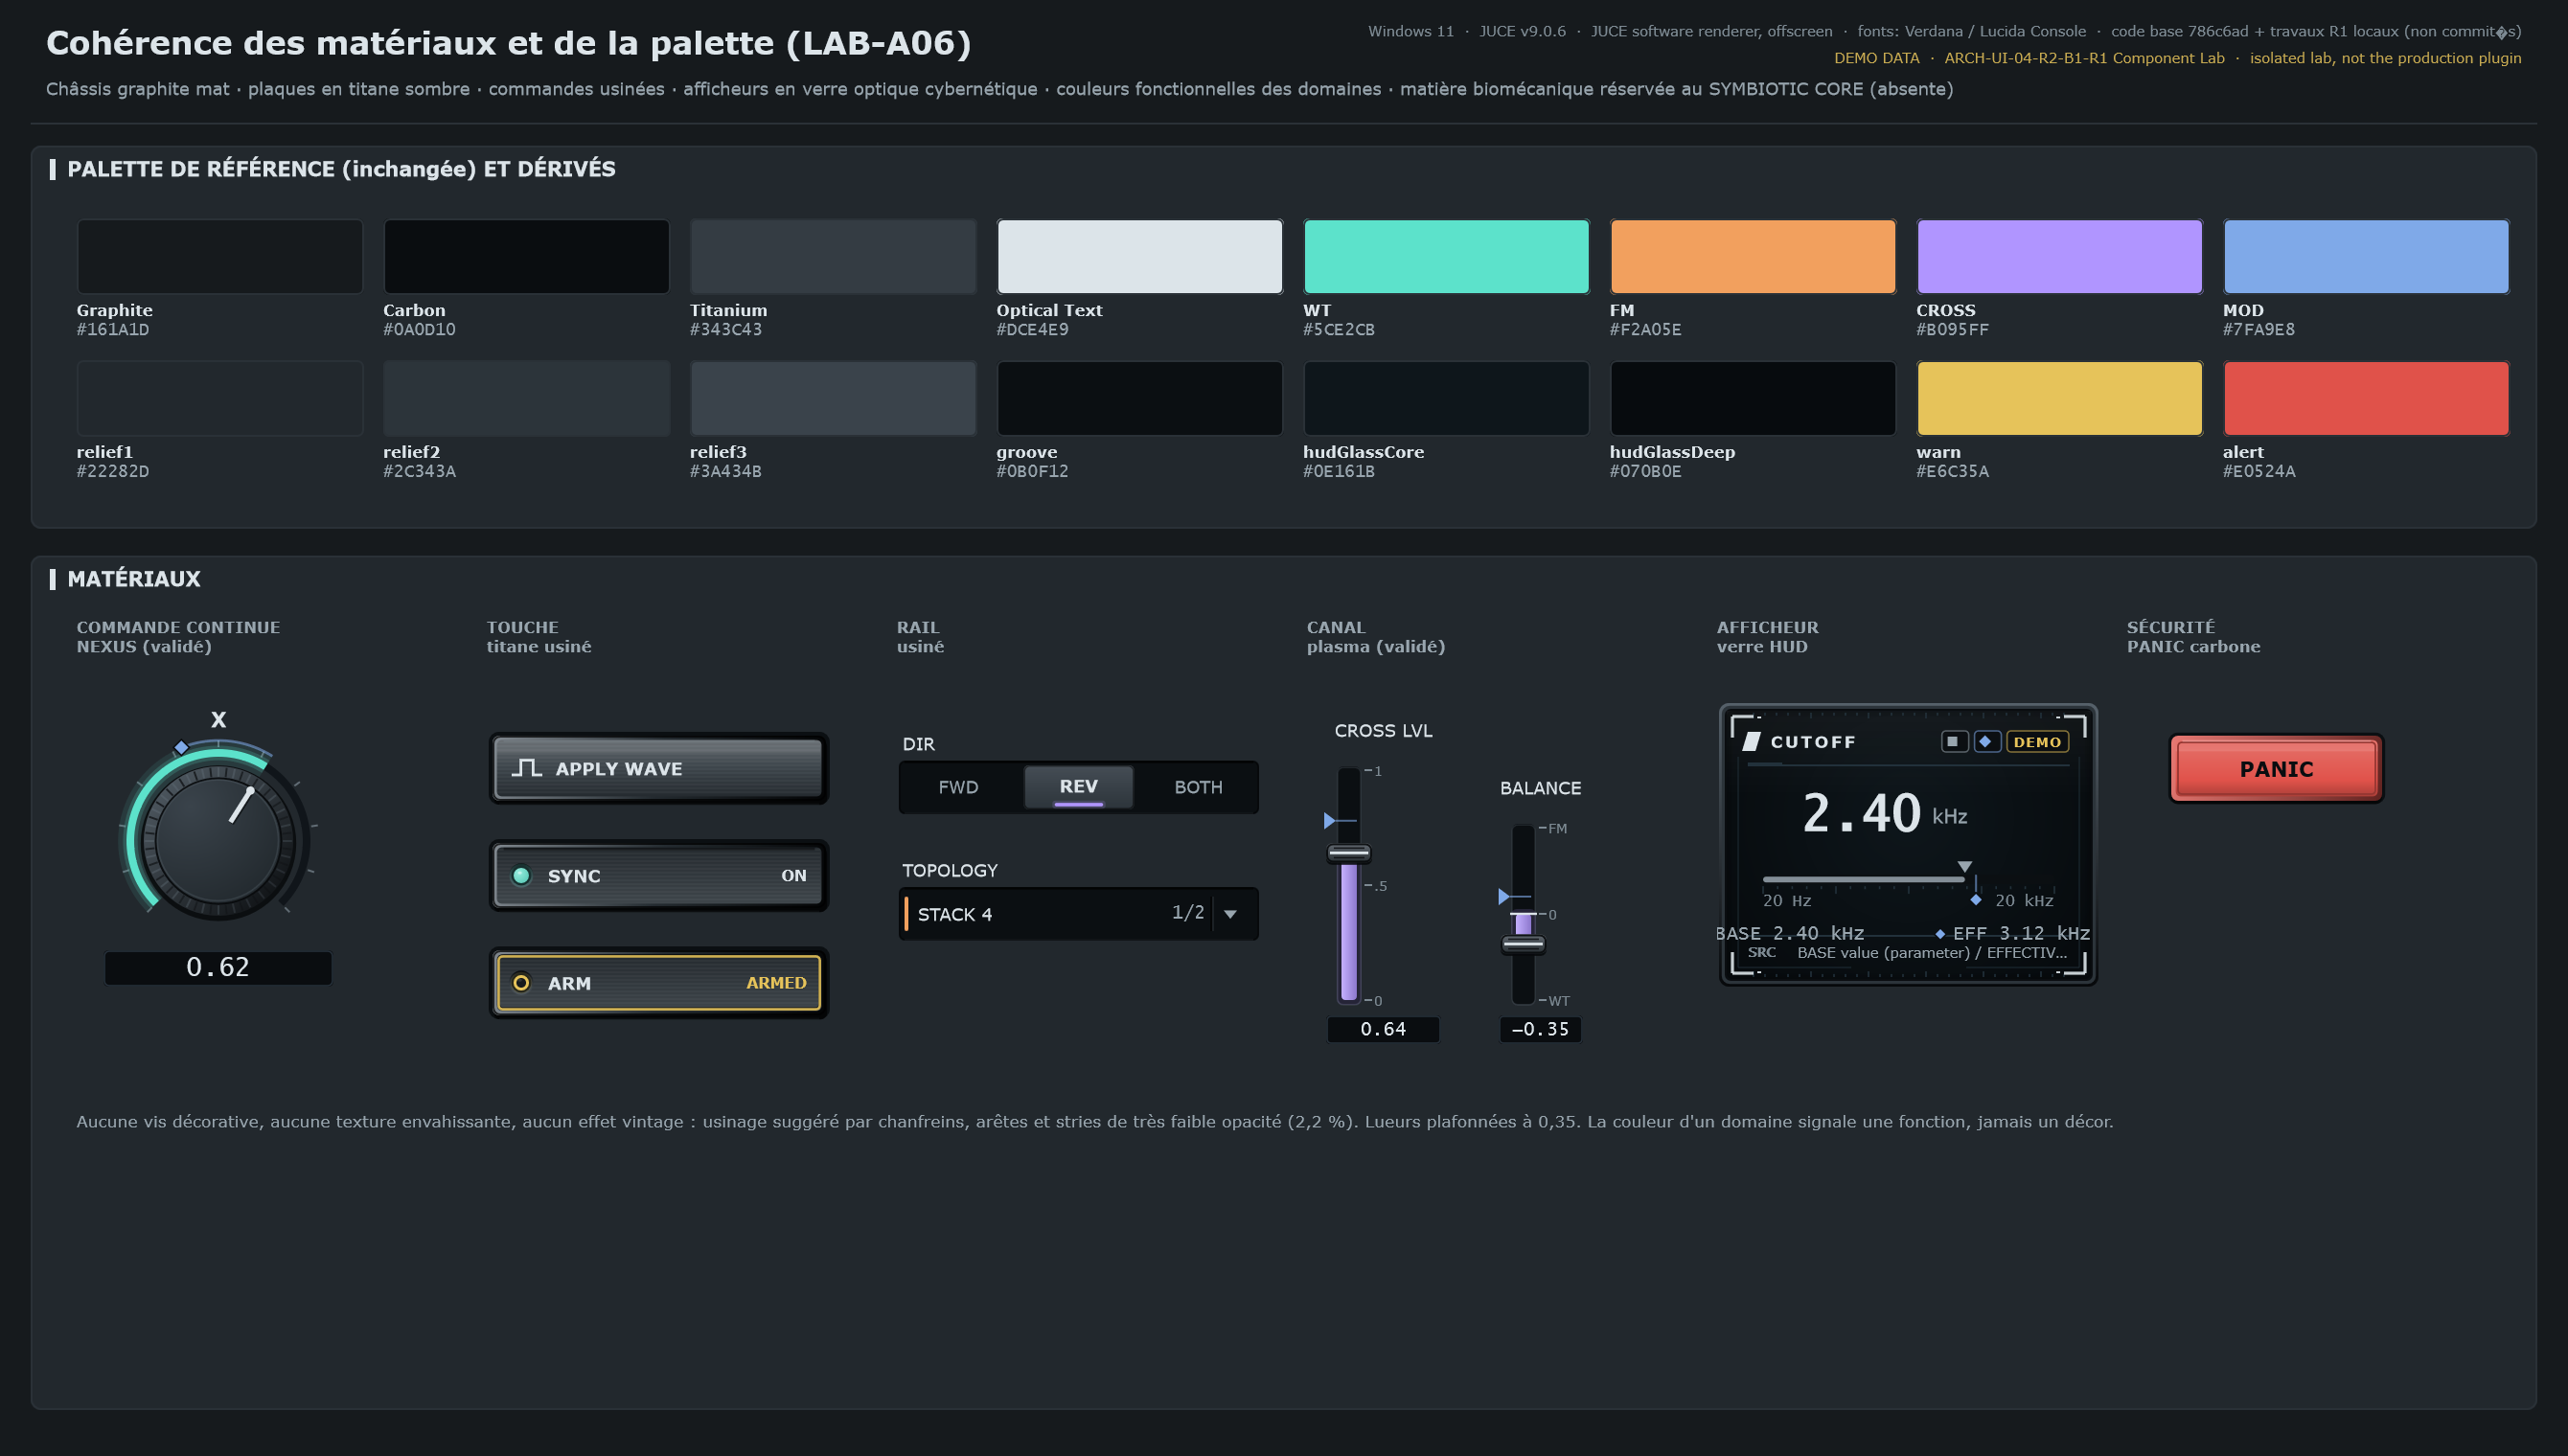 Cohérence des matériaux et de la palette (LAB-A06)
Windows 11 · JUCE v9.0.6 · JUCE software renderer, offscreen · fonts: Verdana / Lucida Console · code base 786c6ad + travaux R1 locaux (non commit�s)
DEMO DATA · ARCH-UI-04-R2-B1-R1 Component Lab · isolated lab, not the production plugin
Châssis graphite mat · plaques en titane sombre · commandes usinées · afficheurs en verre optique cybernétique · couleurs fonctionnelles des domaines · matière biomécanique réservée au SYMBIOTIC CORE (absente)
PALETTE DE RÉFÉRENCE (inchangée) ET DÉRIVÉS
Graphite
#161A1D
Carbon
#0A0D10
Titanium
#343C43
Optical Text
#DCE4E9
WT
#5CE2CB
FM
#F2A05E
CROSS
#B095FF
MOD
#7FA9E8
relief1
#22282D
relief2
#2C343A
relief3
#3A434B
groove
#0B0F12
hudGlassCore
#0E161B
hudGlassDeep
#070B0E
warn
#E6C35A
alert
#E0524A
MATÉRIAUX
COMMANDE CONTINUE
NEXUS (validé)
X
0.62
TOUCHE
titane usiné
APPLY WAVE
SYNC ON
ARM ARMED
RAIL
usiné
DIR
FWD REV BOTH
TOPOLOGY
STACK 4 1/2
CANAL
plasma (validé)
CROSS LVL
1
.5
0
0.64
BALANCE
FM
0
WT
−0.35
AFFICHEUR
verre HUD
CUTOFF DEMO
2.40 kHz
20 Hz 20 kHz
BASE 2.40 kHz EFF 3.12 kHz
SRC BASE value (parameter) / EFFECTIV...
SÉCURITÉ
PANIC carbone
PANIC
Aucune vis décorative, aucune texture envahissante, aucun effet vintage : usinage suggéré par chanfreins, arêtes et stries de très faible opacité (2,2 %). Lueurs plafonnées à 0,35. La couleur d'un domaine signale une fonction, jamais un décor.